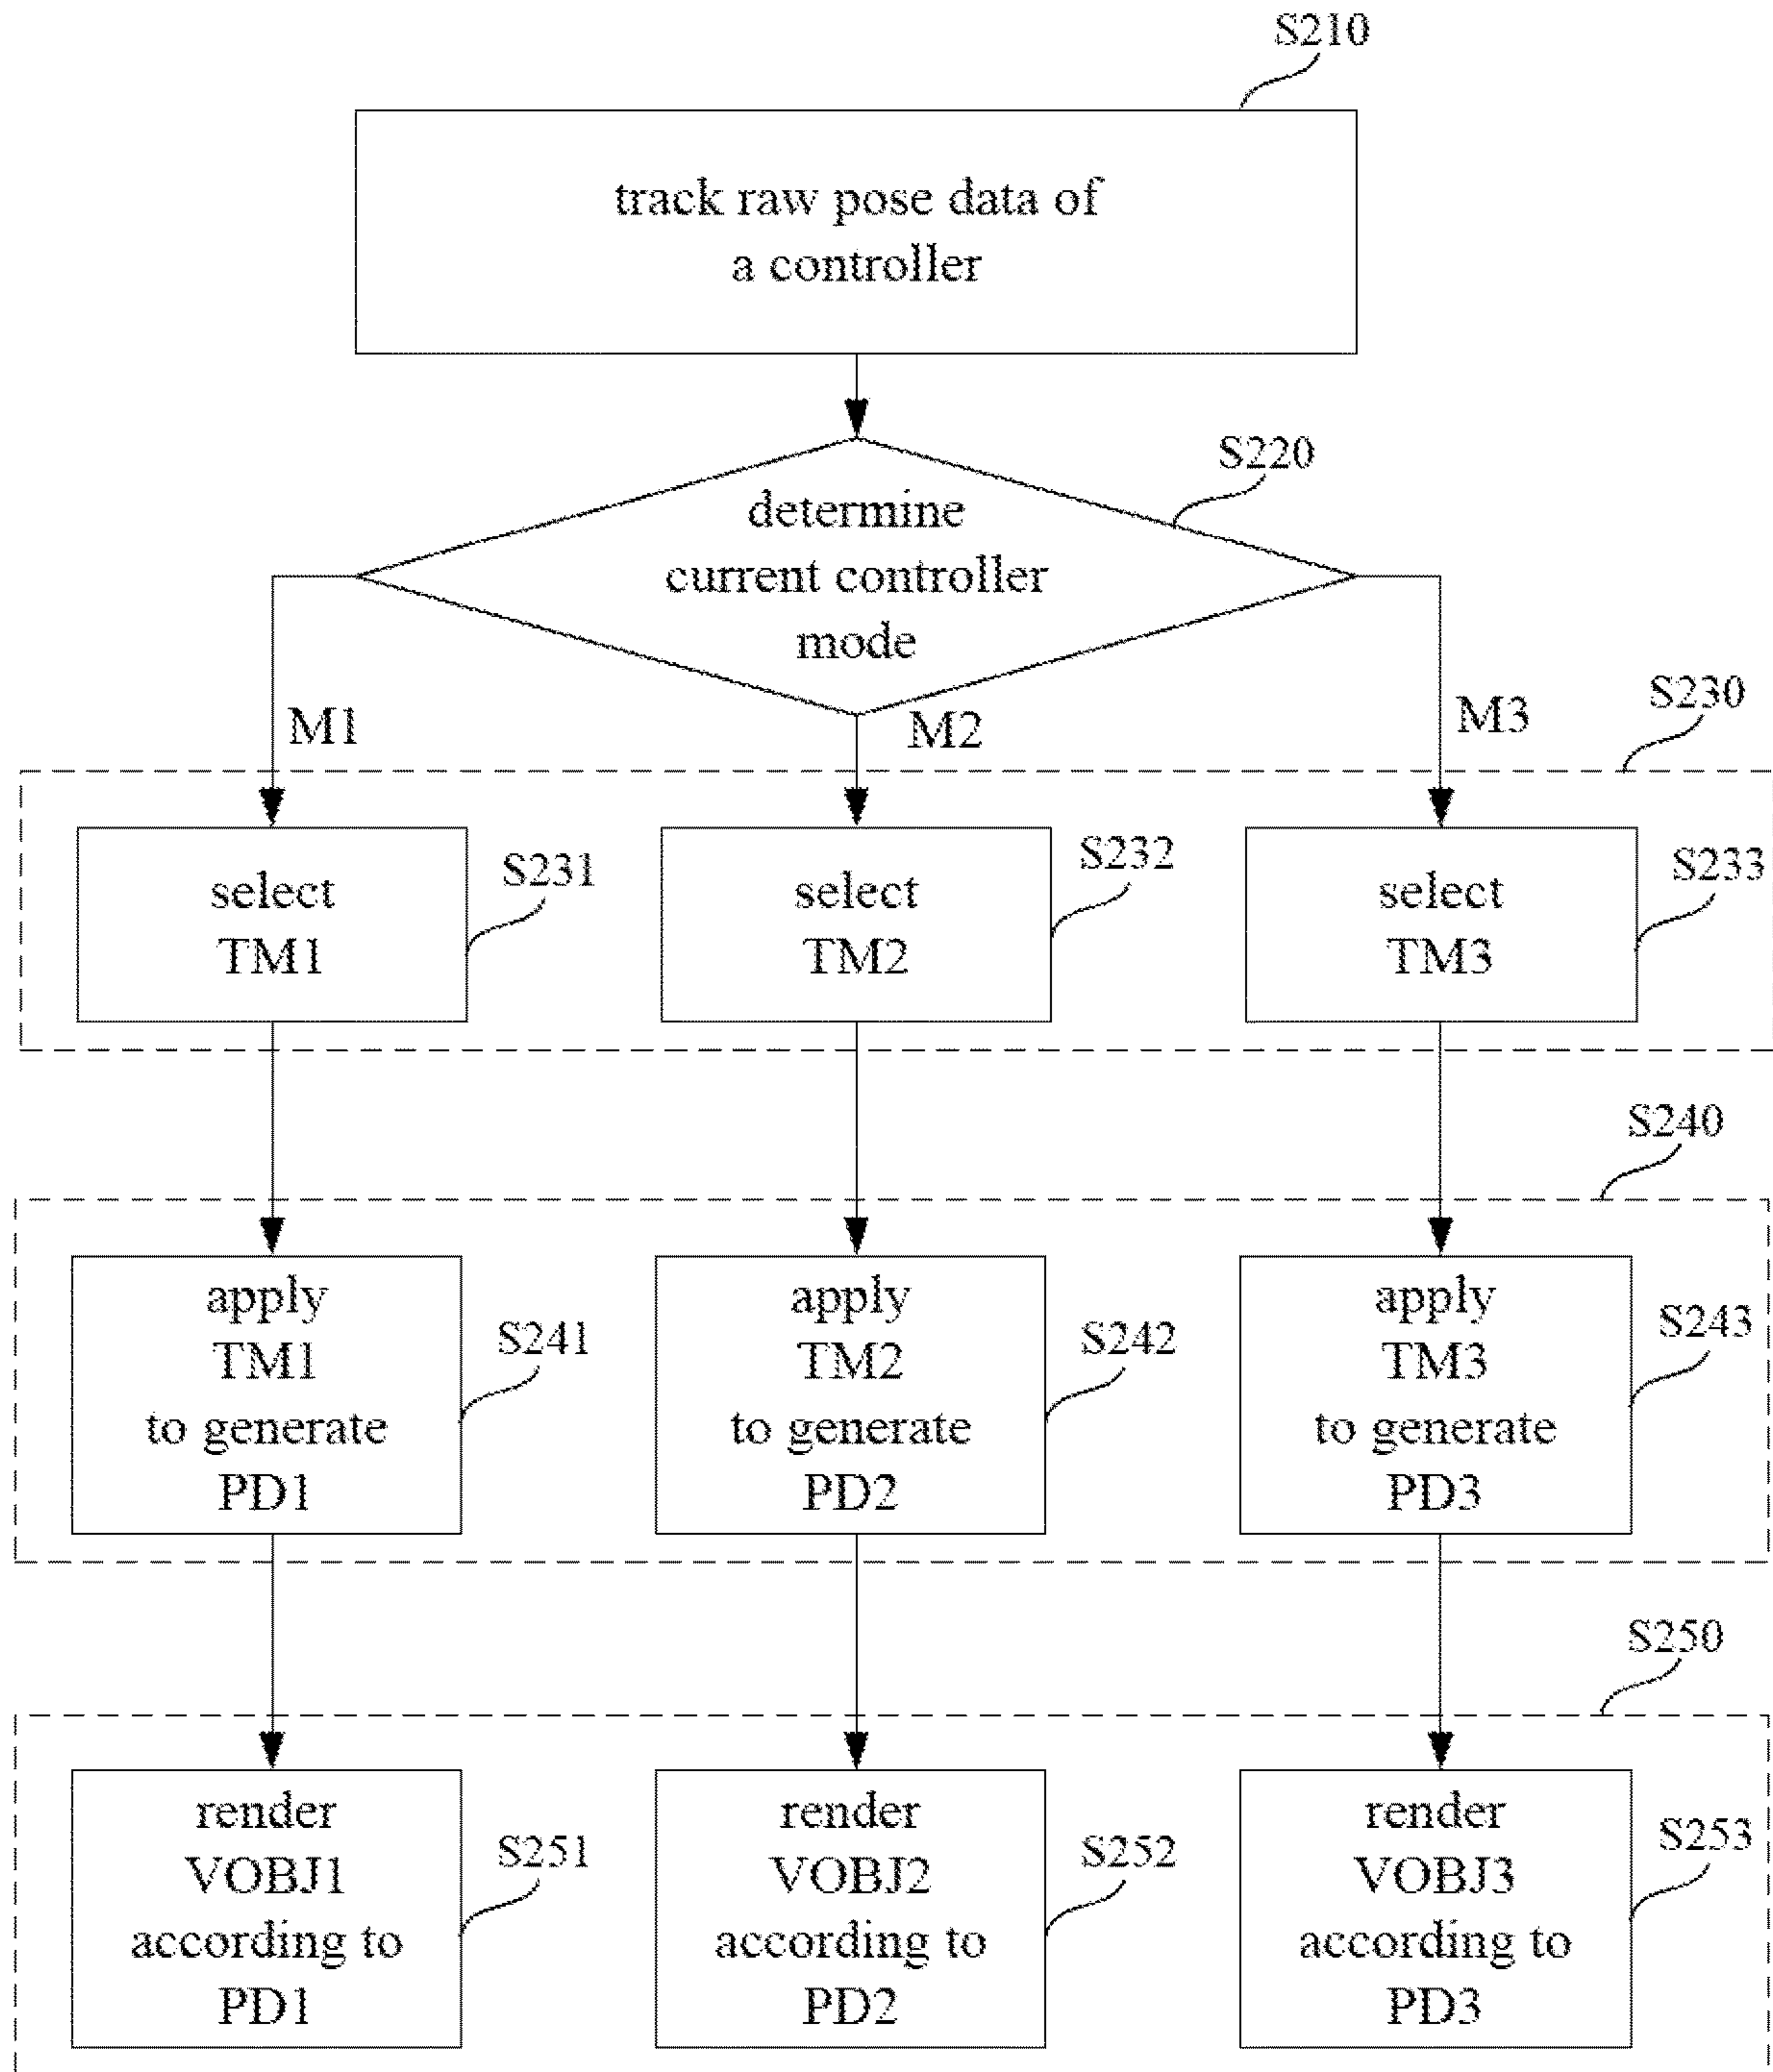 S210
track raw pose data of
a controller
S220
determine
current controller
mode
M1
M2
M3
S230
select
TM1
S231
select
TM2
S232
select
TM3
S233
S240
apply
TM1
to generate
PD1
S241
apply
TM2
to generate
PD2
S242
apply
TM3
to generate
PD3
S243
S250
render
VOBJ1
according to
PD1
S251
render
VOBJ2
according to
PD2
S252
render
VOBJ3
according to
PD3
S253